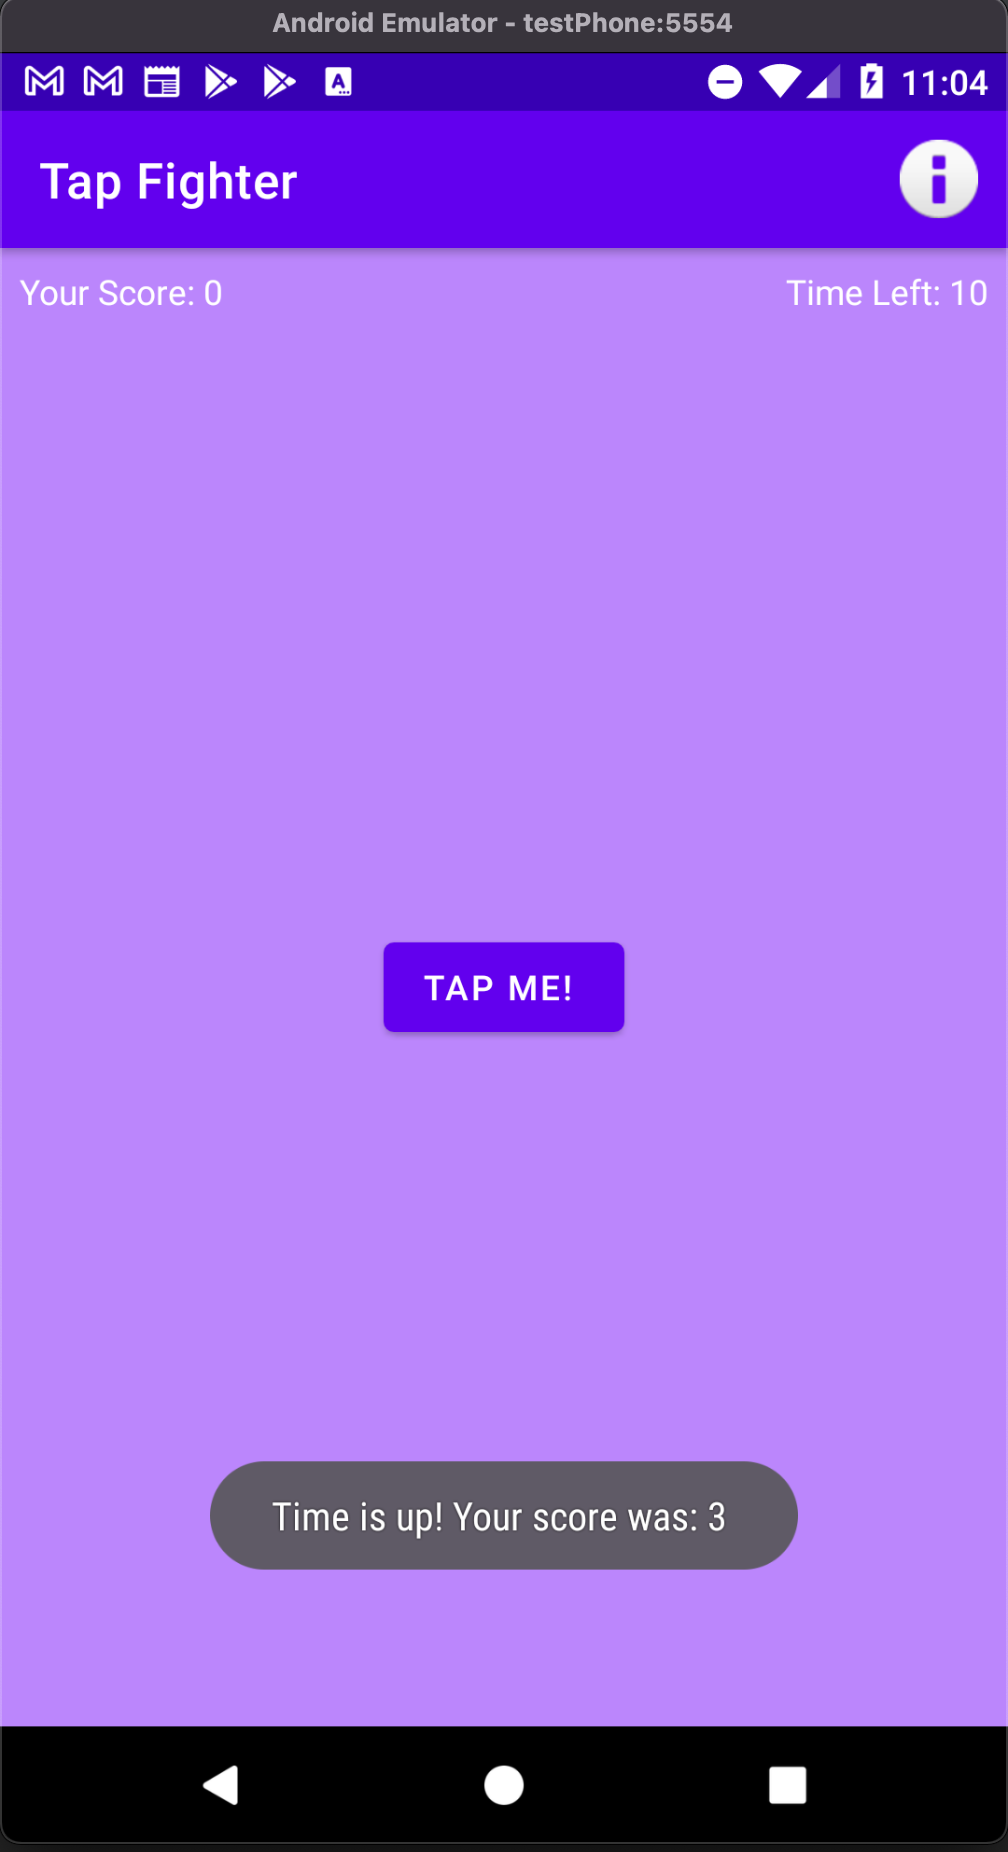 Android Emulator - testPhone:5554
11:04
Tap Fighter
Your Score: 0
Time Left: 10
TAP ME!
Time is up! Your score was: 3